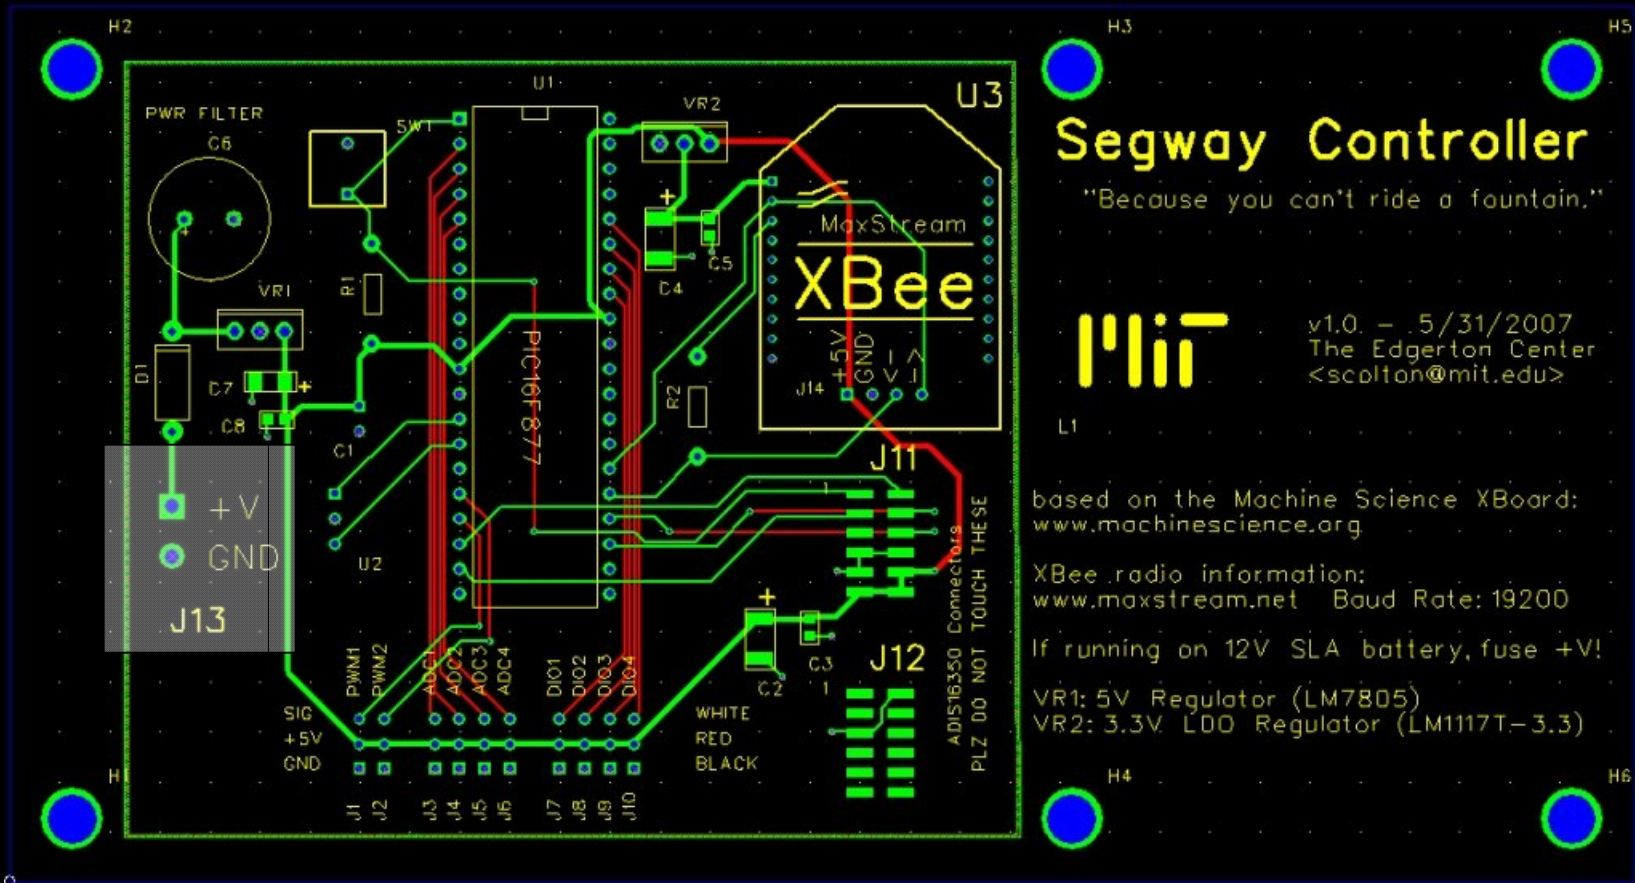 H2
H3
H5
U1
U3
PWR FILTER
C6
SW1
VR2
Segway Controller
"Because you can't ride a fountain."
+
MaxStream
XBee
C5
C4
R1
VR1
+
D1
C7
C8
C1
PIC16F877
R2
+5V
GND
J14
MiT
v1.0 - 5/31/2007
The Edgerton Center
<scolton@mit.edu>
L1
J11
1
+V
GND
J13
U2
based on the Machine Science XBoard:
www.machinescience.org
XBee radio information:
www.maxstream.net Baud Rate: 19200
If running on 12V SLA battery, fuse +V!
VR1: 5V Regulator (LM7805)
VR2: 3.3V LDO Regulator (LM1117T-3.3)
ADIS16350 Connectors
PLZ DO NOT TOUCH THESE
+
C3
C2
J12
1
PWM1
PWM2
ADC1
ADC2
ADC3
ADC4
DIO1
DIO2
DIO3
DIO4
SIG
+5V
GND
WHITE
RED
BLACK
H
H4
H6
J1
J2
J3
J4
J5
J6
J7
J8
J9
J10